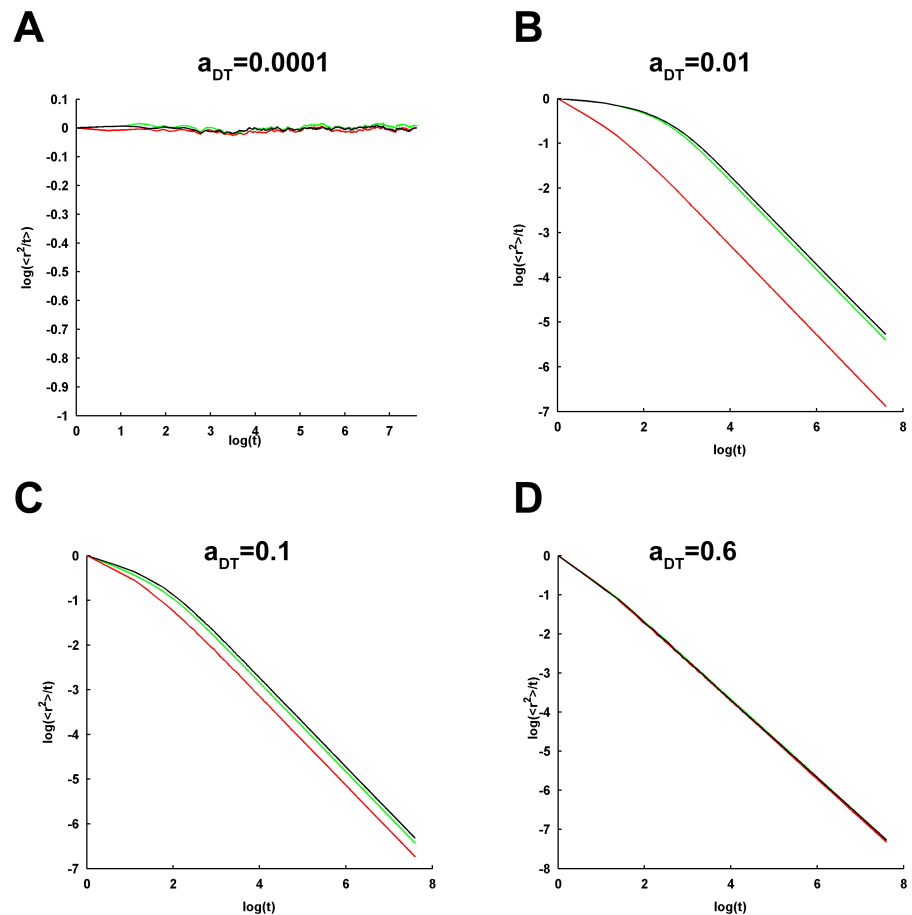 A
a_DT=0.0001
0.1
0
-0.1
-0.2
-0.3
-0.4
-0.5
-0.6
-0.7
-0.8
-0.9
-1
log(<r²/t>)
0 1 2 3 4 5 6 7
log(t)
B
a_DT=0.01
0
-1
-2
-3
-4
-5
-6
-7
log(<r²>/t)
0 2 4 6 8
log(t)
C
a_DT=0.1
0
-1
-2
-3
-4
-5
-6
-7
log(<r²>/t)
0 2 4 6 8
log(t)
D
a_DT=0.6
0
-1
-2
-3
-4
-5
-6
-7
-8
log(<r²>/t)
0 2 4 6 8
log(t)